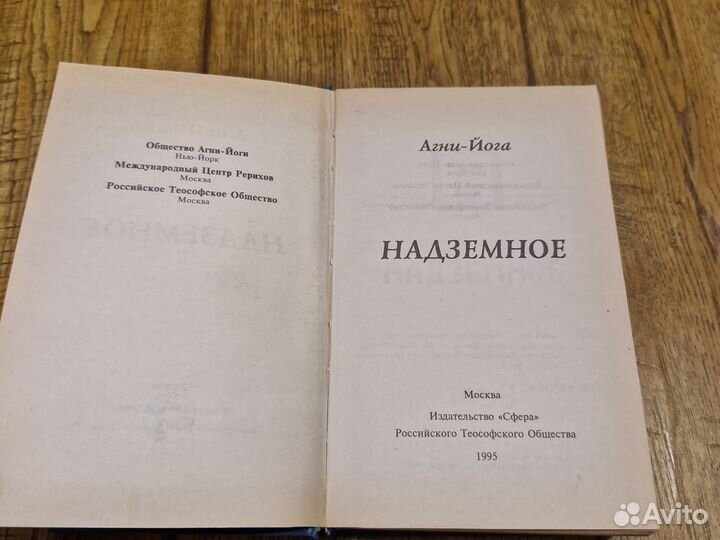 Общество Агни-Йоги
Нью-Йорк
Международный Центр Рерихов
Москва
Российское Теософское Общество
Москва
Агни-Йога
НАДЗЕМНОЕ
Москва
Издательство «Сфера»
Российского Теософского Общества
1995
Avito